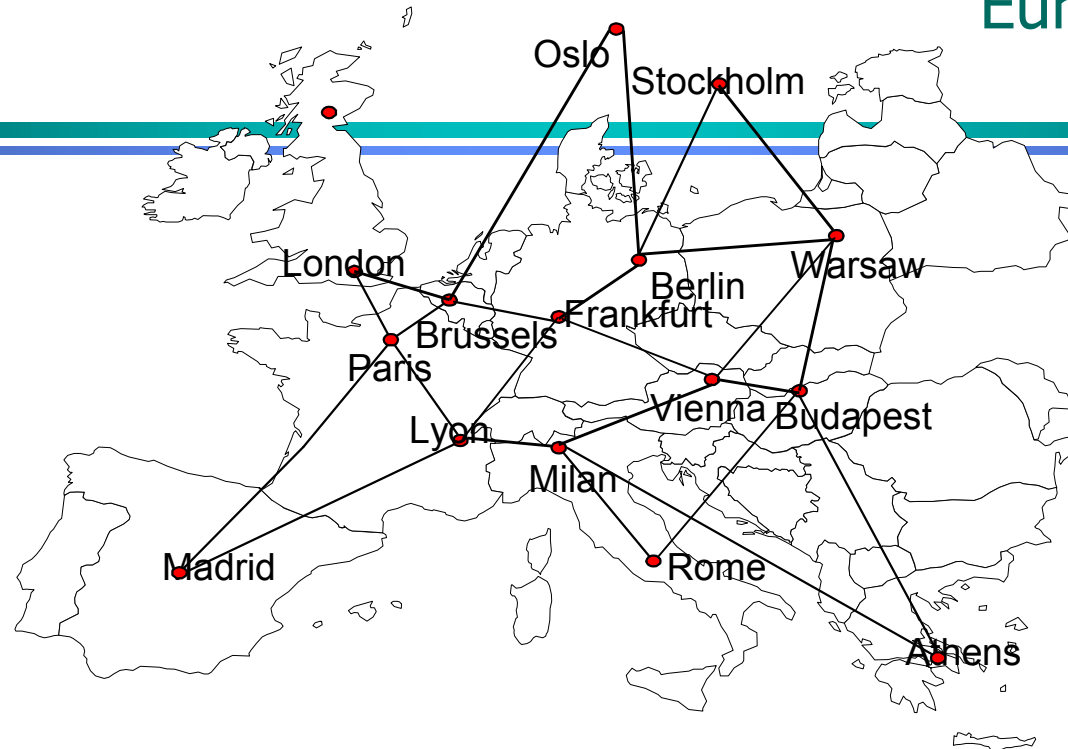 Eur
Oslo
Stockholm
London
Warsaw
Berlin
Frankfurt
Brussels
Paris
Vienna
Budapest
Lyon
Milan
Madrid
Rome
Athens